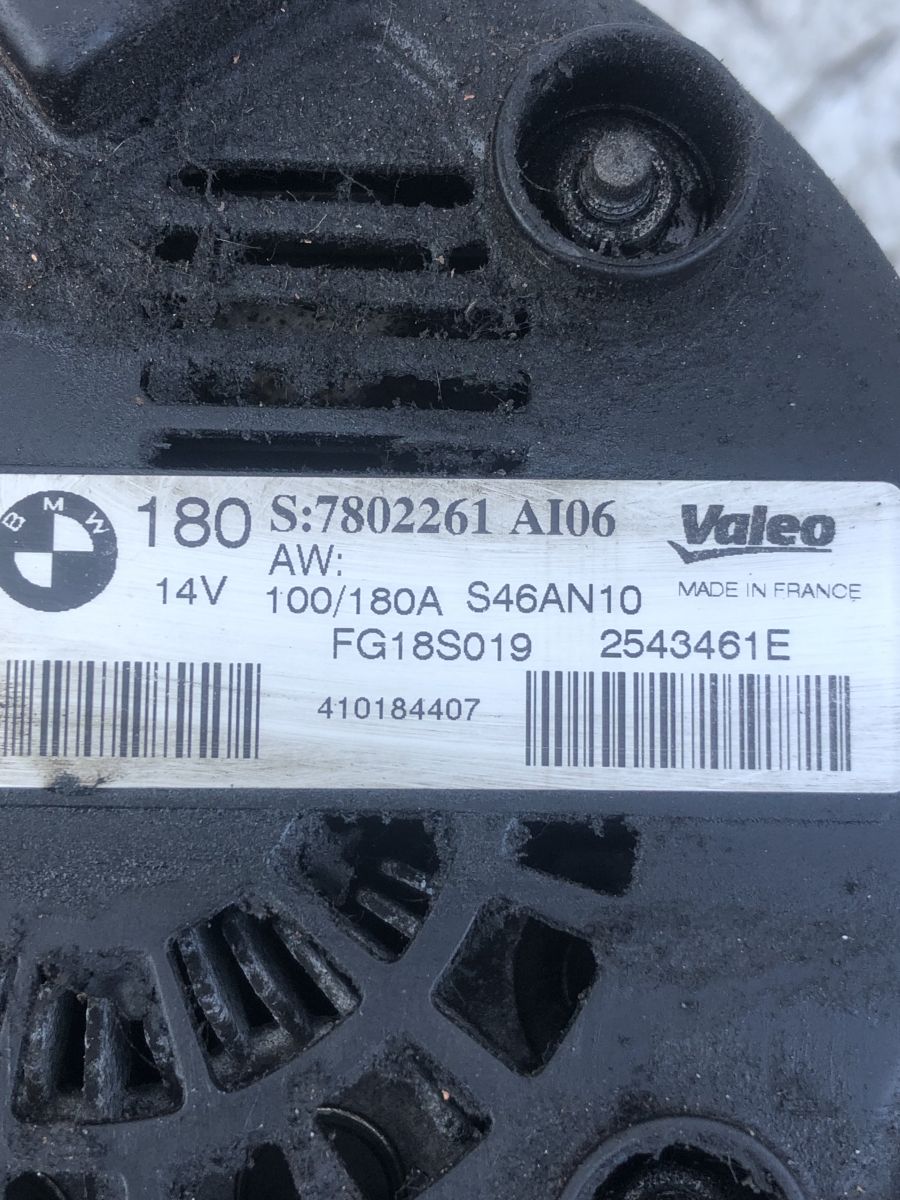 BMW 180 S:7802261 AI06 Valeo
AW:
14V 100/180A S46AN10 MADE IN FRANCE
FG18S019 2543461E
410184407